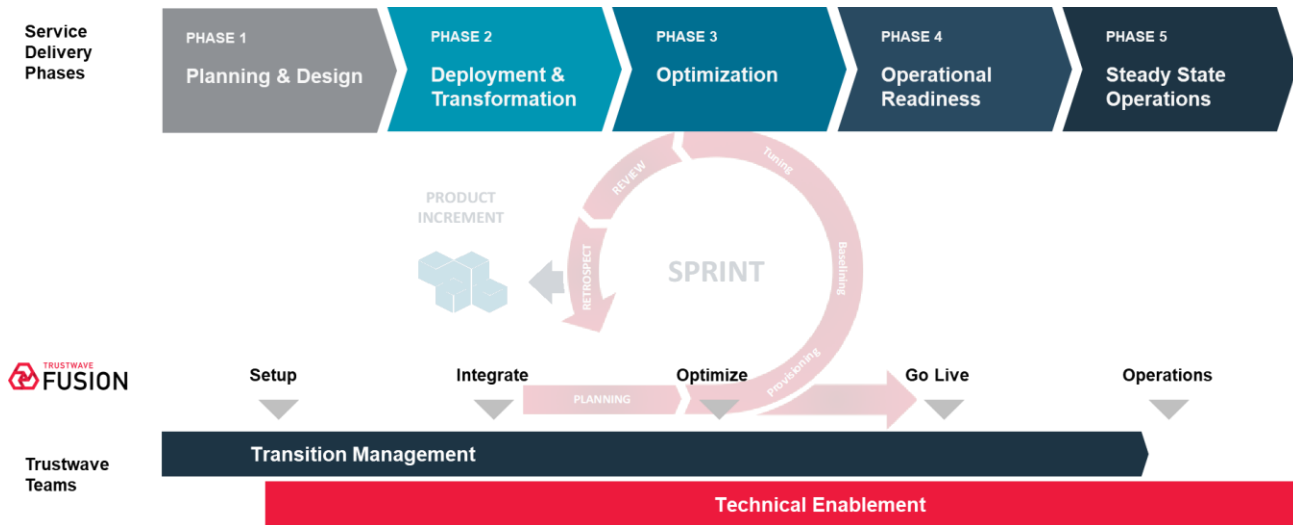 Service
Delivery
Phases
PHASE 1
Planning & Design
PHASE 2
Deployment &
Transformation
PHASE 3
Optimization
PHASE 4
Operational
Readiness
PHASE 5
Steady State
Operations
PRODUCT
INCREMENT
SPRINT
REVIEW
RETROSPECT
Tuning
Baselining
Provisioning
PLANNING
TRUSTWAVE
FUSION
Setup
Integrate
Optimize
Go Live
Operations
Trustwave
Teams
Transition Management
Technical Enablement